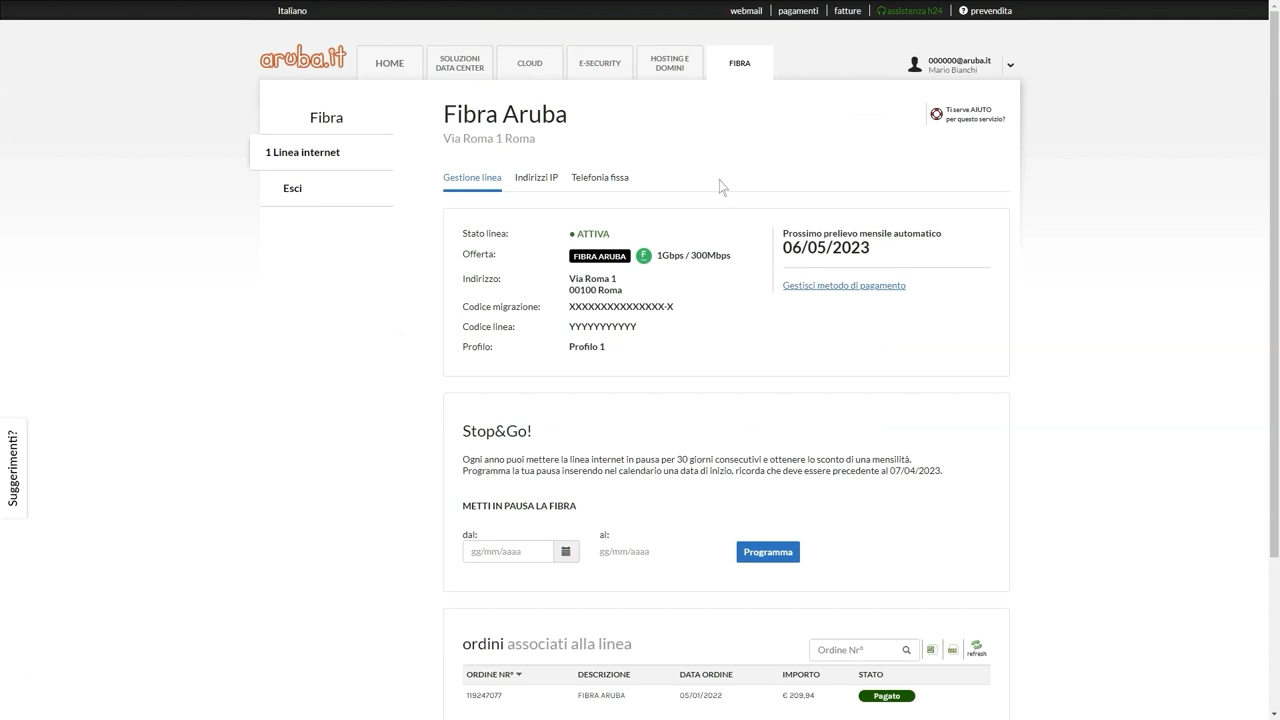 Italiano
webmail
pagamenti
fatture
assistenza h24
prevendita
aruba.it
HOME
SOLUZIONI
DATA CENTER
CLOUD
E-SECURITY
HOSTING E
DOMINI
FIBRA
000000@aruba.it
Mario Bianchi
Fibra
1 Linea internet
Esci
Fibra Aruba
Via Roma 1 Roma
Ti serve AIUTO
per questo servizio?
Gestione linea
Indirizzi IP
Telefonia fissa
Stato linea: ● ATTIVA
Offerta: FIBRA ARUBA F 1Gbps / 300Mbps
Indirizzo: Via Roma 1
00100 Roma
Codice migrazione: XXXXXXXXXXXXXXX-X
Codice linea: YYYYYYYYYYY
Profilo: Profilo 1
Prossimo prelievo mensile automatico
06/05/2023
Gestisci metodo di pagamento
Stop&Go!
Ogni anno puoi mettere la linea internet in pausa per 30 giorni consecutivi e ottenere lo sconto di una mensilità.
Programma la tua pausa inserendo nel calendario una data di inizio, ricorda che deve essere precedente al 07/04/2023.
METTI IN PAUSA LA FIBRA
dal: al:
gg/mm/aaaa gg/mm/aaaa Programma
Suggerimenti?
ordini associati alla linea
Ordine N°
refresh
ORDINE N° DESCRIZIONE DATA ORDINE IMPORTO STATO
119247077 FIBRA ARUBA 05/01/2022 € 209,94 Pagato